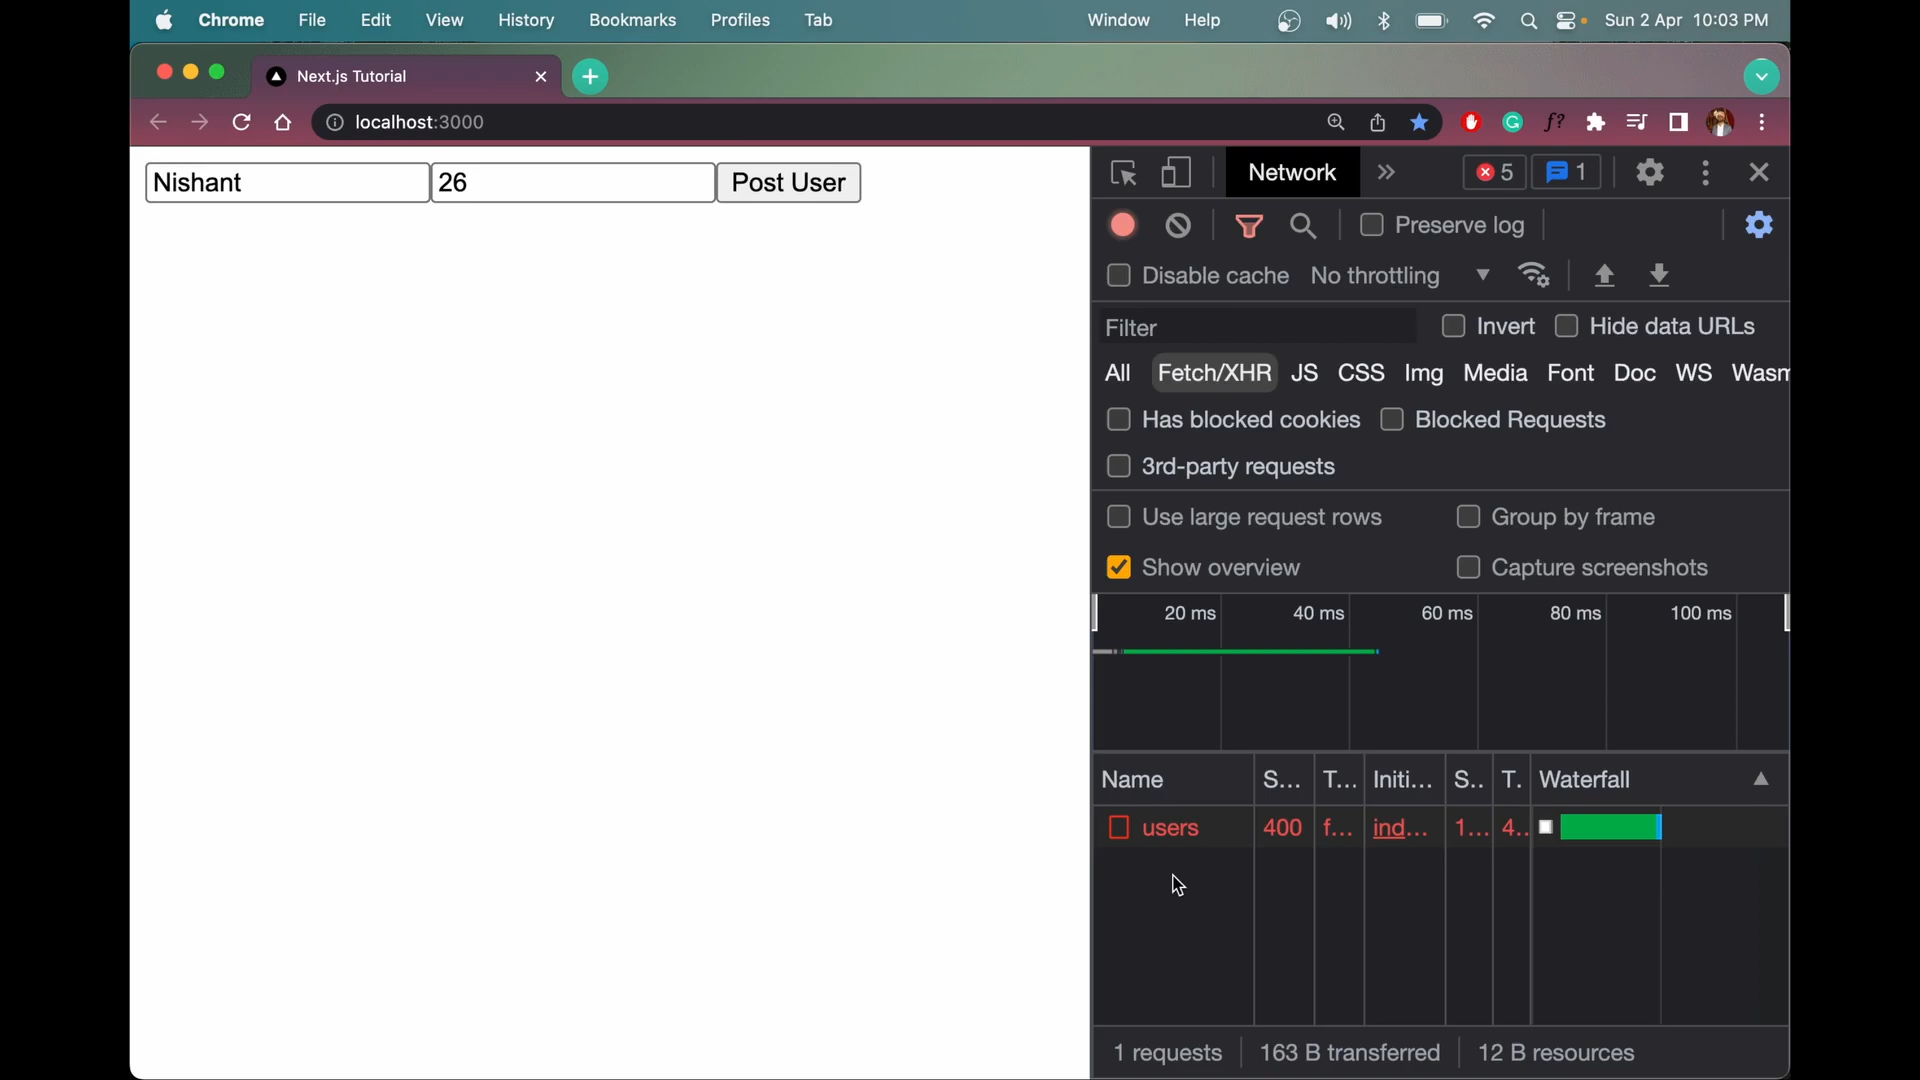 Chrome File Edit View History Bookmarks Profiles Tab Window Help Sun 2 Apr 10:03 PM
Next.js Tutorial
localhost:3000 f?
Nishant 26 Post User
Network 5 1
Preserve log
Disable cache No throttling
Filter Invert Hide data URLs
All Fetch/XHR JS CSS Img Media Font Doc WS Wasm
Has blocked cookies Blocked Requests
3rd-party requests
Use large request rows Group by frame
Show overview Capture screenshots
20 ms 40 ms 60 ms 80 ms 100 ms
Name S... T... Initi... S.. T. Waterfall
users 400 f... ind... 1... 4..
1 requests 163 B transferred 12 B resources